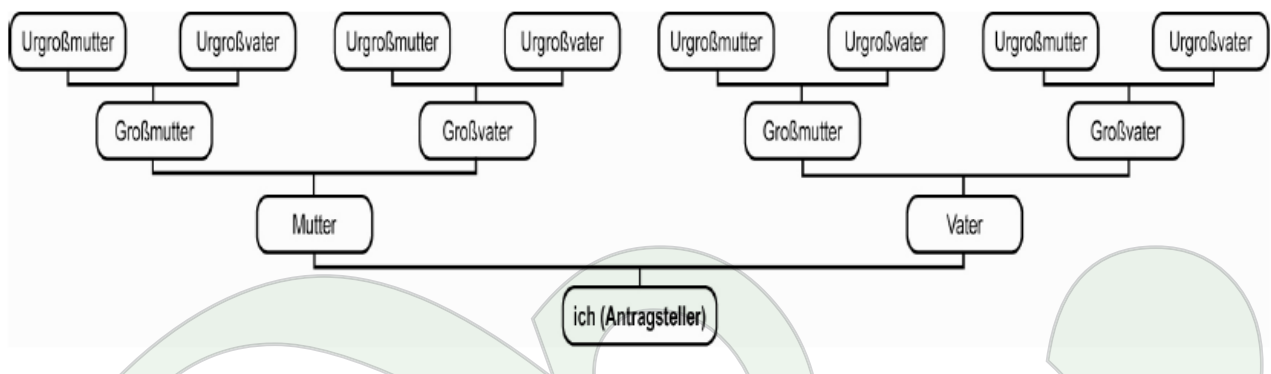 Urgroßmutter Urgroßvater Urgroßmutter Urgroßvater Urgroßmutter Urgroßvater Urgroßmutter Urgroßvater
Großmutter Großvater Großmutter Großvater
Mutter Vater
ich (Antragsteller)